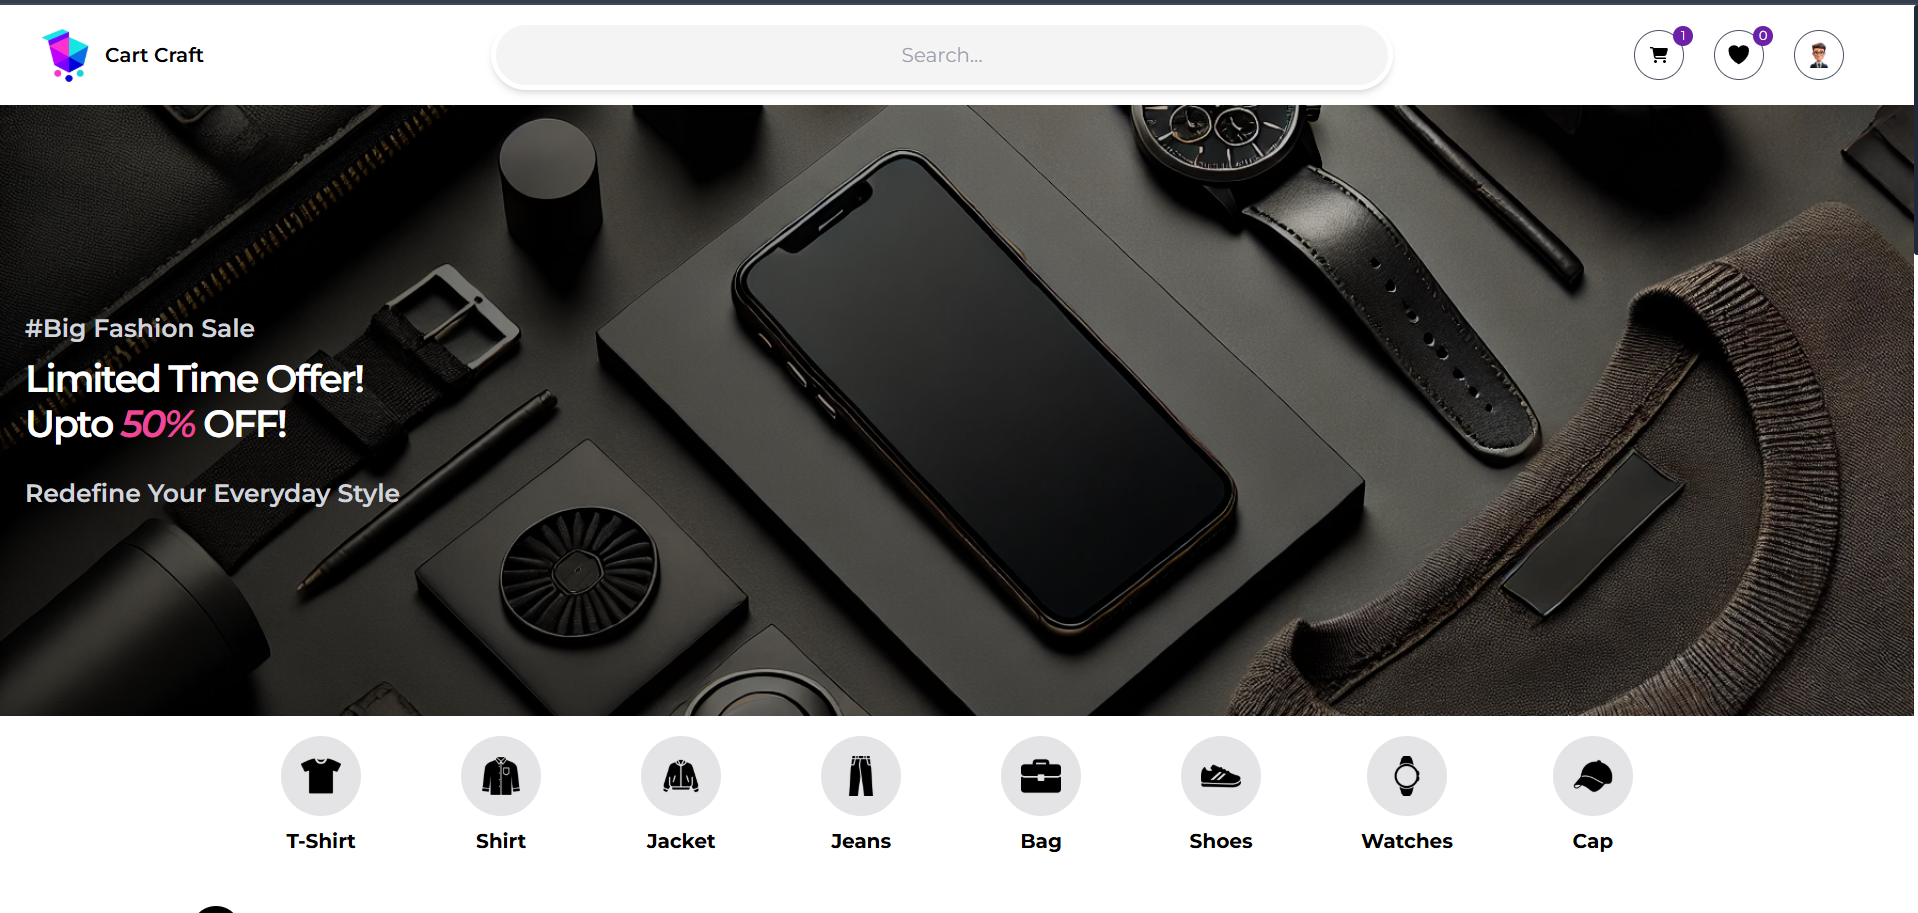 Cart Craft
Search...
1
0
#Big Fashion Sale
Limited Time Offer!
Upto 50% OFF!
Redefine Your Everyday Style
T-Shirt
Shirt
Jacket
Jeans
Bag
Shoes
Watches
Cap